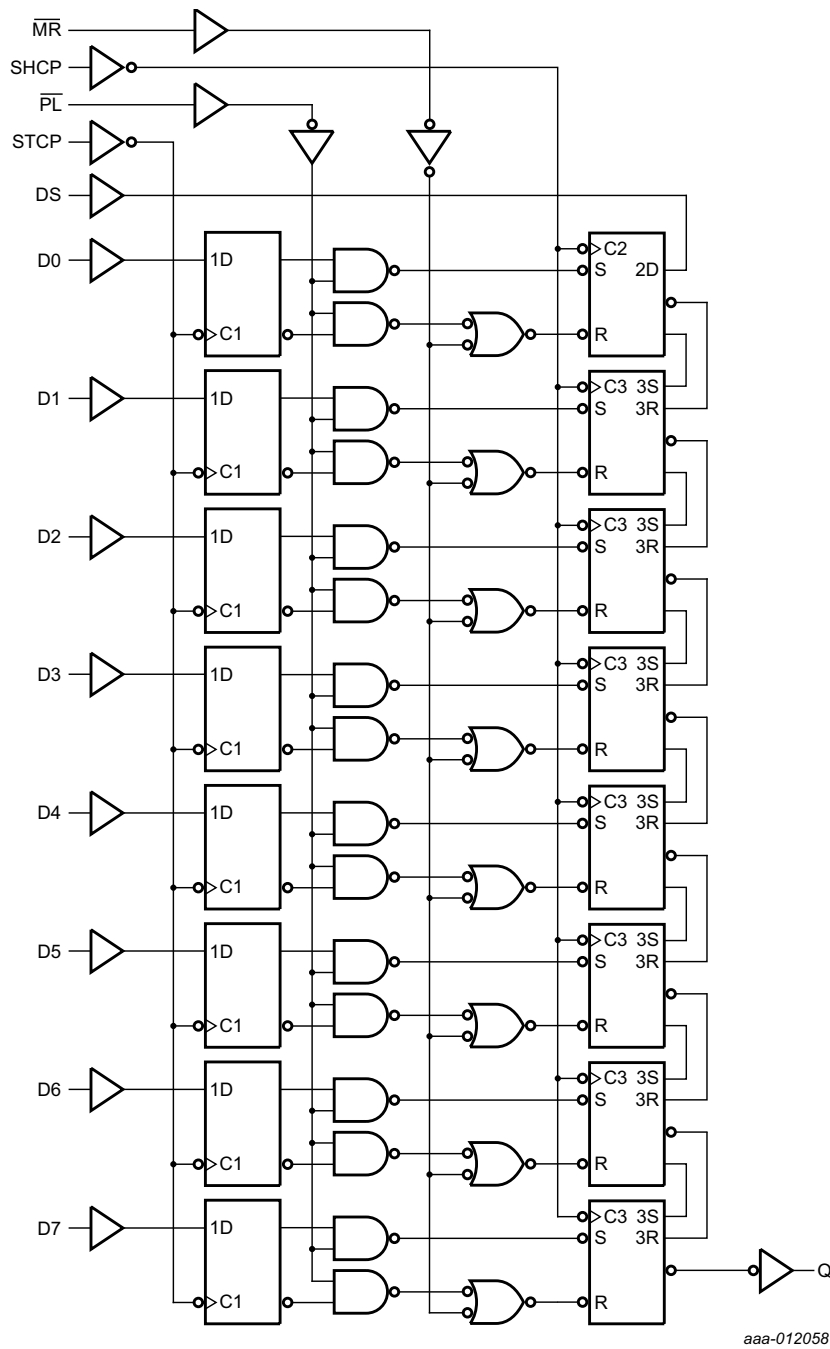 M̅R̅
SHCP
P̅L̅
STCP
DS
D0
1D
C1
C2
S 2D
R
D1
1D
C1
C3 3S
S 3R
R
D2
1D
C1
C3 3S
S 3R
R
D3
1D
C1
C3 3S
S 3R
R
D4
1D
C1
C3 3S
S 3R
R
D5
1D
C1
C3 3S
S 3R
R
D6
1D
C1
C3 3S
S 3R
R
D7
1D
C1
C3 3S
S 3R
R
Q
aaa-012058